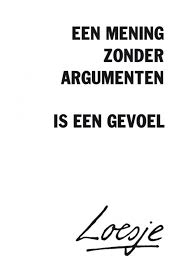 EEN MENING
ZONDER
ARGUMENTEN
IS EEN GEVOEL
Loesje